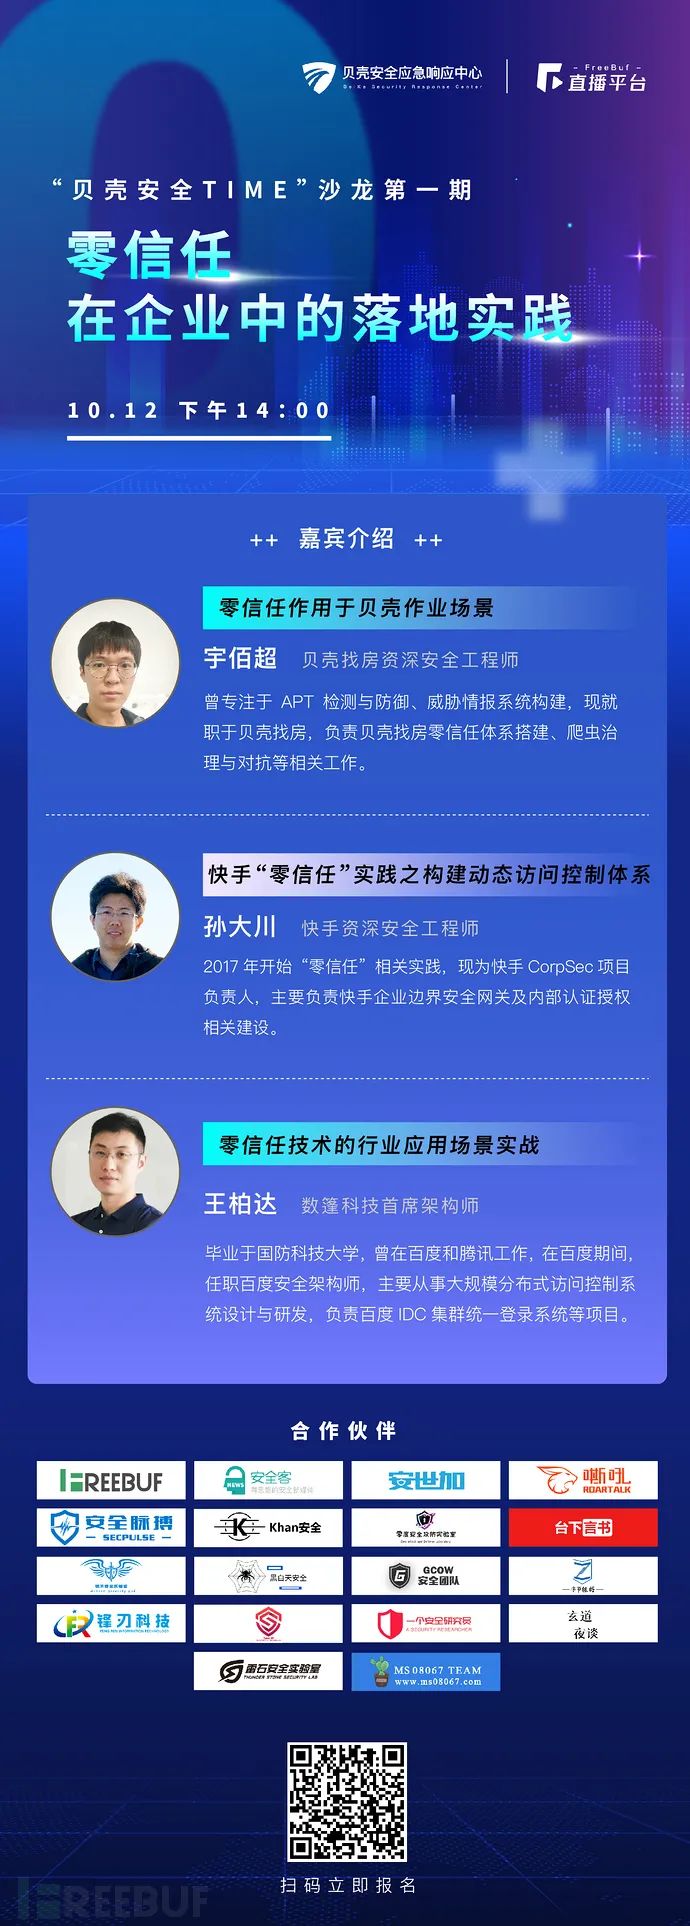 贝壳安全应急响应中心
Be Ke Security Response Center
- FreeBuf -
直播平台
“贝壳安全TIME”沙龙第一期
零信任
在企业中的落地实践
10.12 下午14:00
++ 嘉宾介绍 ++
零信任作用于贝壳作业场景
宇佰超 贝壳找房资深安全工程师
曾专注于 APT 检测与防御、威胁情报系统构建，现就
职于贝壳找房，负责贝壳找房零信任体系搭建、爬虫治
理与对抗等相关工作。
快手“零信任”实践之构建动态访问控制体系
孙大川 快手资深安全工程师
2017 年开始“零信任”相关实践，现为快手 CorpSec 项目
负责人，主要负责快手企业边界安全网关及内部认证授权
相关建设。
零信任技术的行业应用场景实战
王柏达 数篷科技首席架构师
毕业于国防科技大学，曾在百度和腾讯工作，在百度期间，
任职百度安全架构师，主要从事大规模分布式访问控制系
统设计与研发，负责百度 IDC 集群统一登录系统等项目。
合作伙伴
FREEBUF
NEWS
安全客
有思想的安全新媒体
安世加
嘶吼
ROARTALK
安全脉搏
SECPULSE
K
Khan安全
零度安全攻防实验室
台下言书
黑白天安全
GCOW
安全团队
Z
FR
锋刃科技
一个安全研究员
A SECURITY RESEARCHER
玄道
夜谈
雷石安全实验室
THUNDER STONE SECURITY LAB
MS08067 TEAM
www.ms08067.com
扫码立即报名
FREEBUF